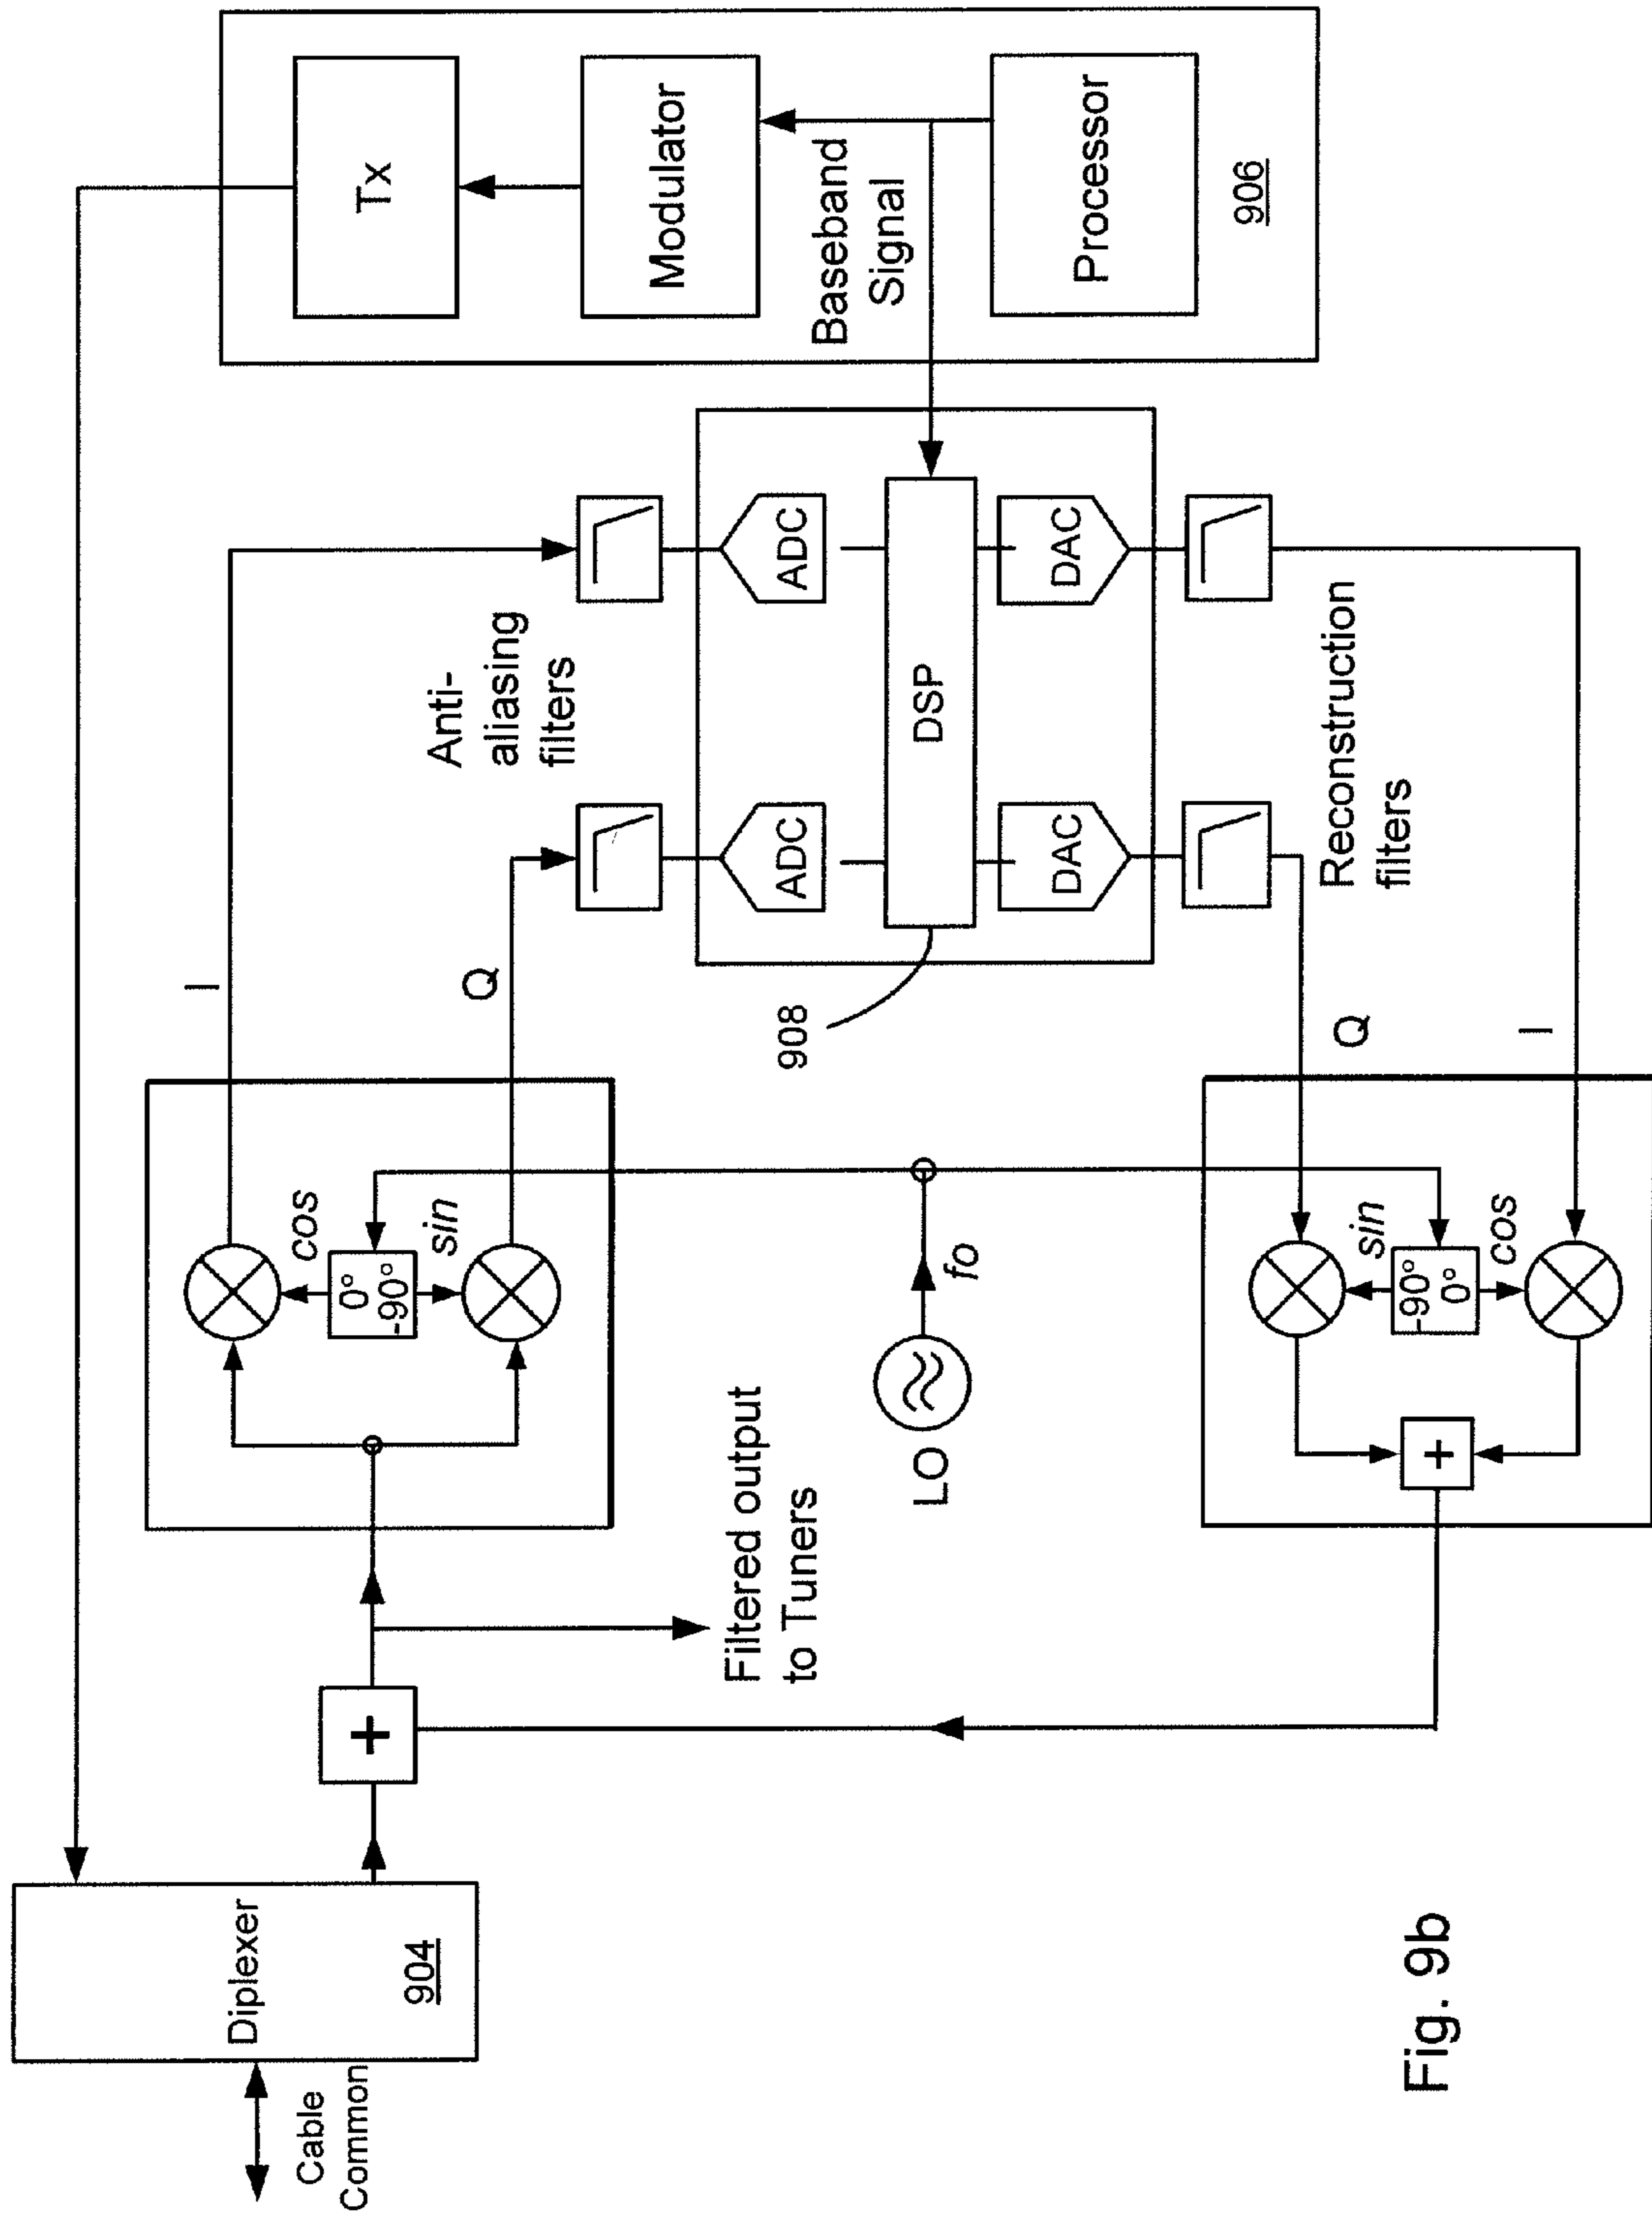 Cable
Common
Diplexer
904
+
Filtered output
to Tuners
cos
0°
-90°
sin
I
Q
LO
fo
+
sin
-90°
0°
cos
Q
I
Anti-
aliasing
filters
ADC
ADC
908
DSP
DAC
DAC
Reconstruction
filters
Tx
Modulator
Baseband
Signal
Processor
906
Fig. 9b